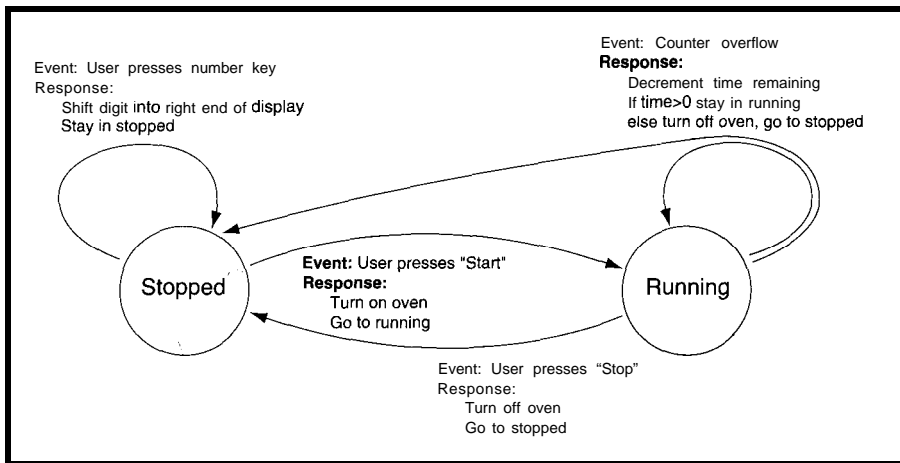 Event: User presses number key
Response:
Shift digit into right end of display
Stay in stopped
Event: Counter overflow
Response:
Decrement time remaining
If time>0 stay in running
else turn off oven, go to stopped
Stopped
Event: User presses "Start"
Response:
Turn on oven
Go to running
Running
Event: User presses “Stop”
Response:
Turn off oven
Go to stopped